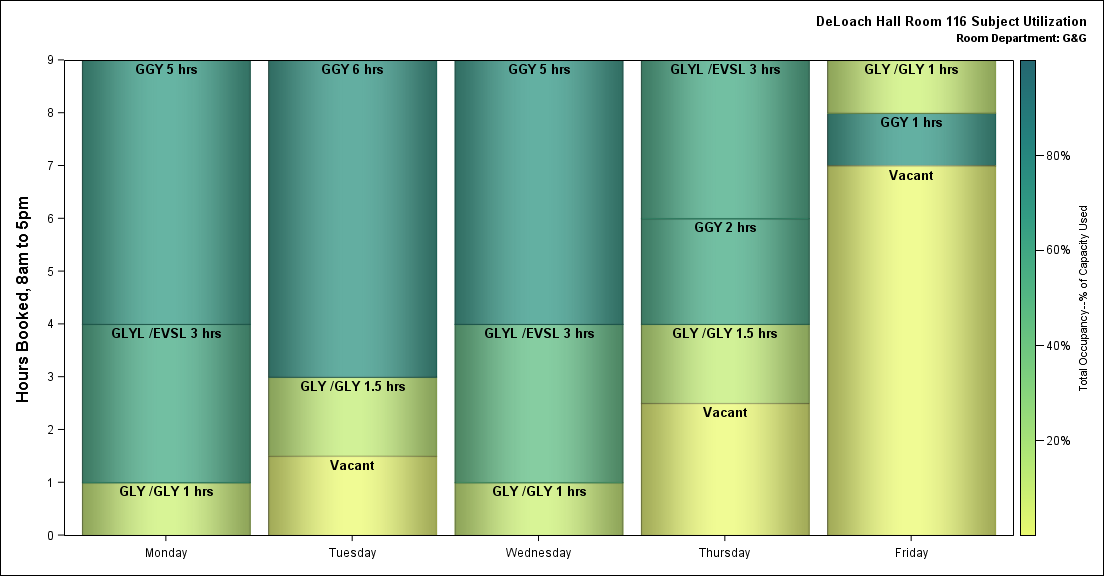 DeLoach Hall Room 116 Subject Utilization
Room Department: G&G
Hours Booked, 8am to 5pm
9
8
7
6
5
4
3
2
1
0
GGY 5 hrs
GLYL /EVSL 3 hrs
GLY /GLY 1 hrs
GGY 6 hrs
GLY /GLY 1.5 hrs
Vacant
GGY 5 hrs
GLYL /EVSL 3 hrs
GLY /GLY 1 hrs
GLYL /EVSL 3 hrs
GGY 2 hrs
GLY /GLY 1.5 hrs
Vacant
GLY /GLY 1 hrs
GGY 1 hrs
Vacant
Monday
Tuesday
Wednesday
Thursday
Friday
80%
60%
40%
20%
Total Occupancy--% of Capacity Used